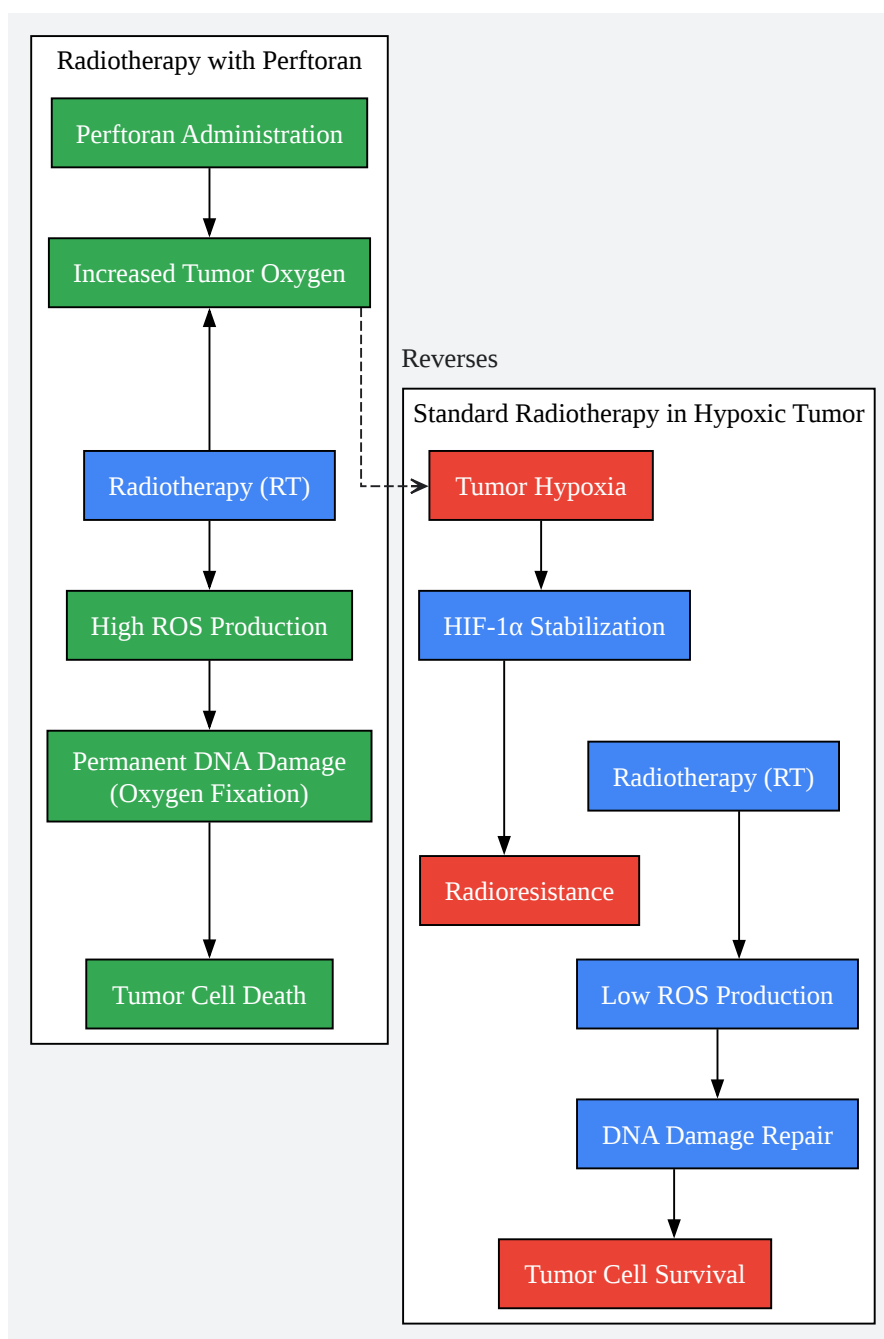 Radiotherapy with Perftoran
Perftoran Administration
Increased Tumor Oxygen
Radiotherapy (RT)
High ROS Production
Permanent DNA Damage
(Oxygen Fixation)
Tumor Cell Death
Reverses
Standard Radiotherapy in Hypoxic Tumor
Tumor Hypoxia
HIF-1α Stabilization
Radiotherapy (RT)
Radioresistance
Low ROS Production
DNA Damage Repair
Tumor Cell Survival